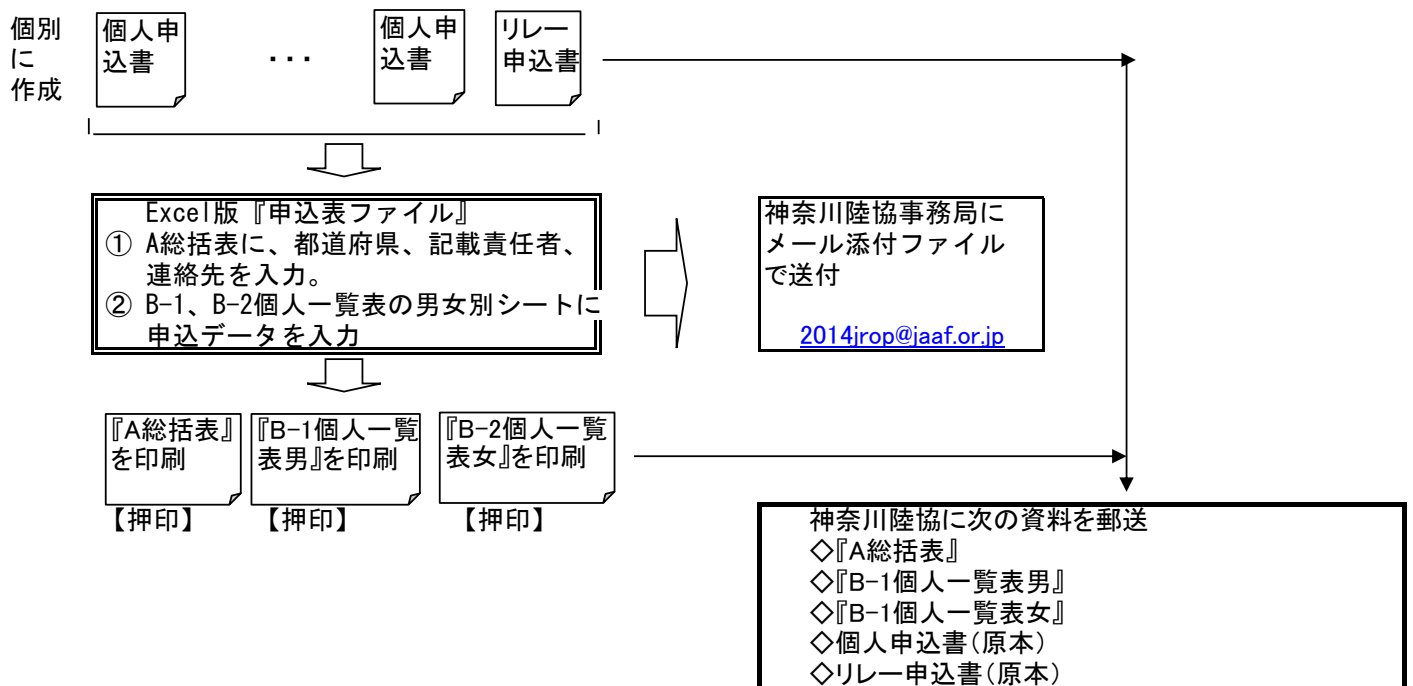 個別
に
作成
個人申
込書
・・・
個人申
込書
リレー
申込書
Excel版『申込表ファイル』
① A総括表に、都道府県、記載責任者、
連絡先を入力。
② B-1、B-2個人一覧表の男女別シートに
申込データを入力
神奈川陸協事務局に
メール添付ファイル
で送付
2014jrop@jaaf.or.jp
『A総括表』
を印刷
『B-1個人一覧
表男』を印刷
『B-2個人一覧
表女』を印刷
【押印】
【押印】
【押印】
神奈川陸協に次の資料を郵送
◇『A総括表』
◇『B-1個人一覧表男』
◇『B-1個人一覧表女』
◇個人申込書（原本）
◇リレー申込書（原本）